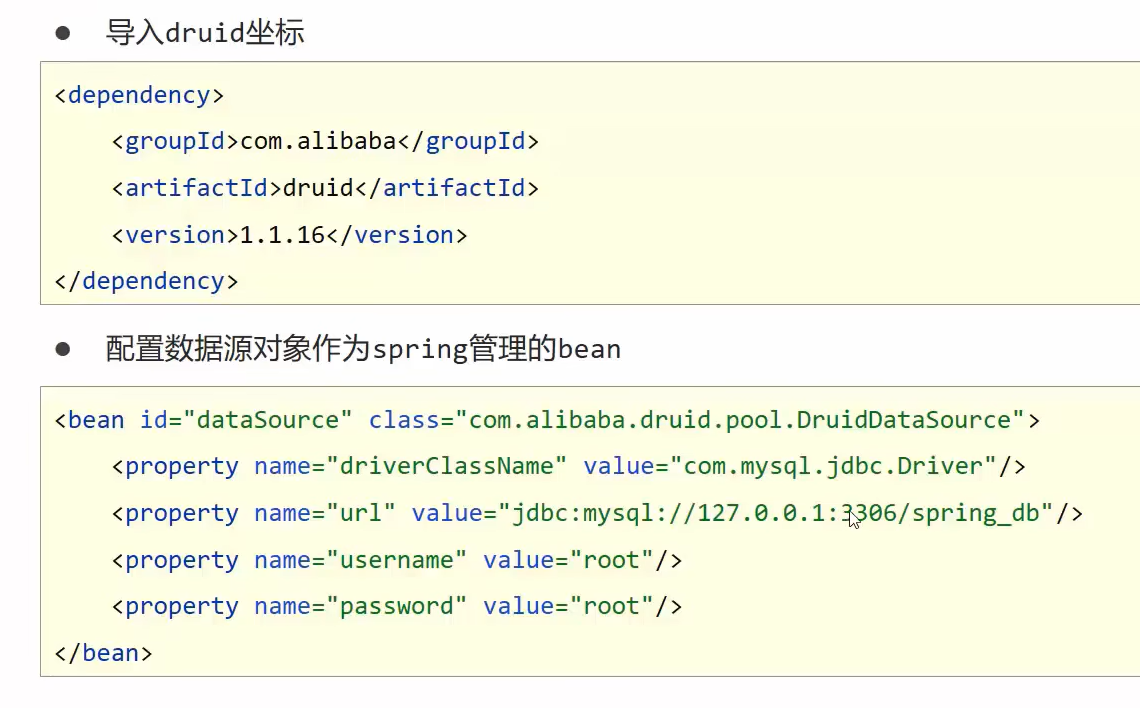 导入druid坐标
<dependency>
    <groupId>com.alibaba</groupId>
    <artifactId>druid</artifactId>
    <version>1.1.16</version>
</dependency>
配置数据源对象作为spring管理的bean
<bean id="dataSource" class="com.alibaba.druid.pool.DruidDataSource">
    <property name="driverClassName" value="com.mysql.jdbc.Driver"/>
    <property name="url" value="jdbc:mysql://127.0.0.1:3306/spring_db"/>
    <property name="username" value="root"/>
    <property name="password" value="root"/>
</bean>